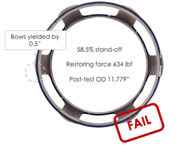 Bows yielded by
0.5"
58.5% stand-off
Restoring force 634 lbf
Post-test OD 11.779"
FAIL